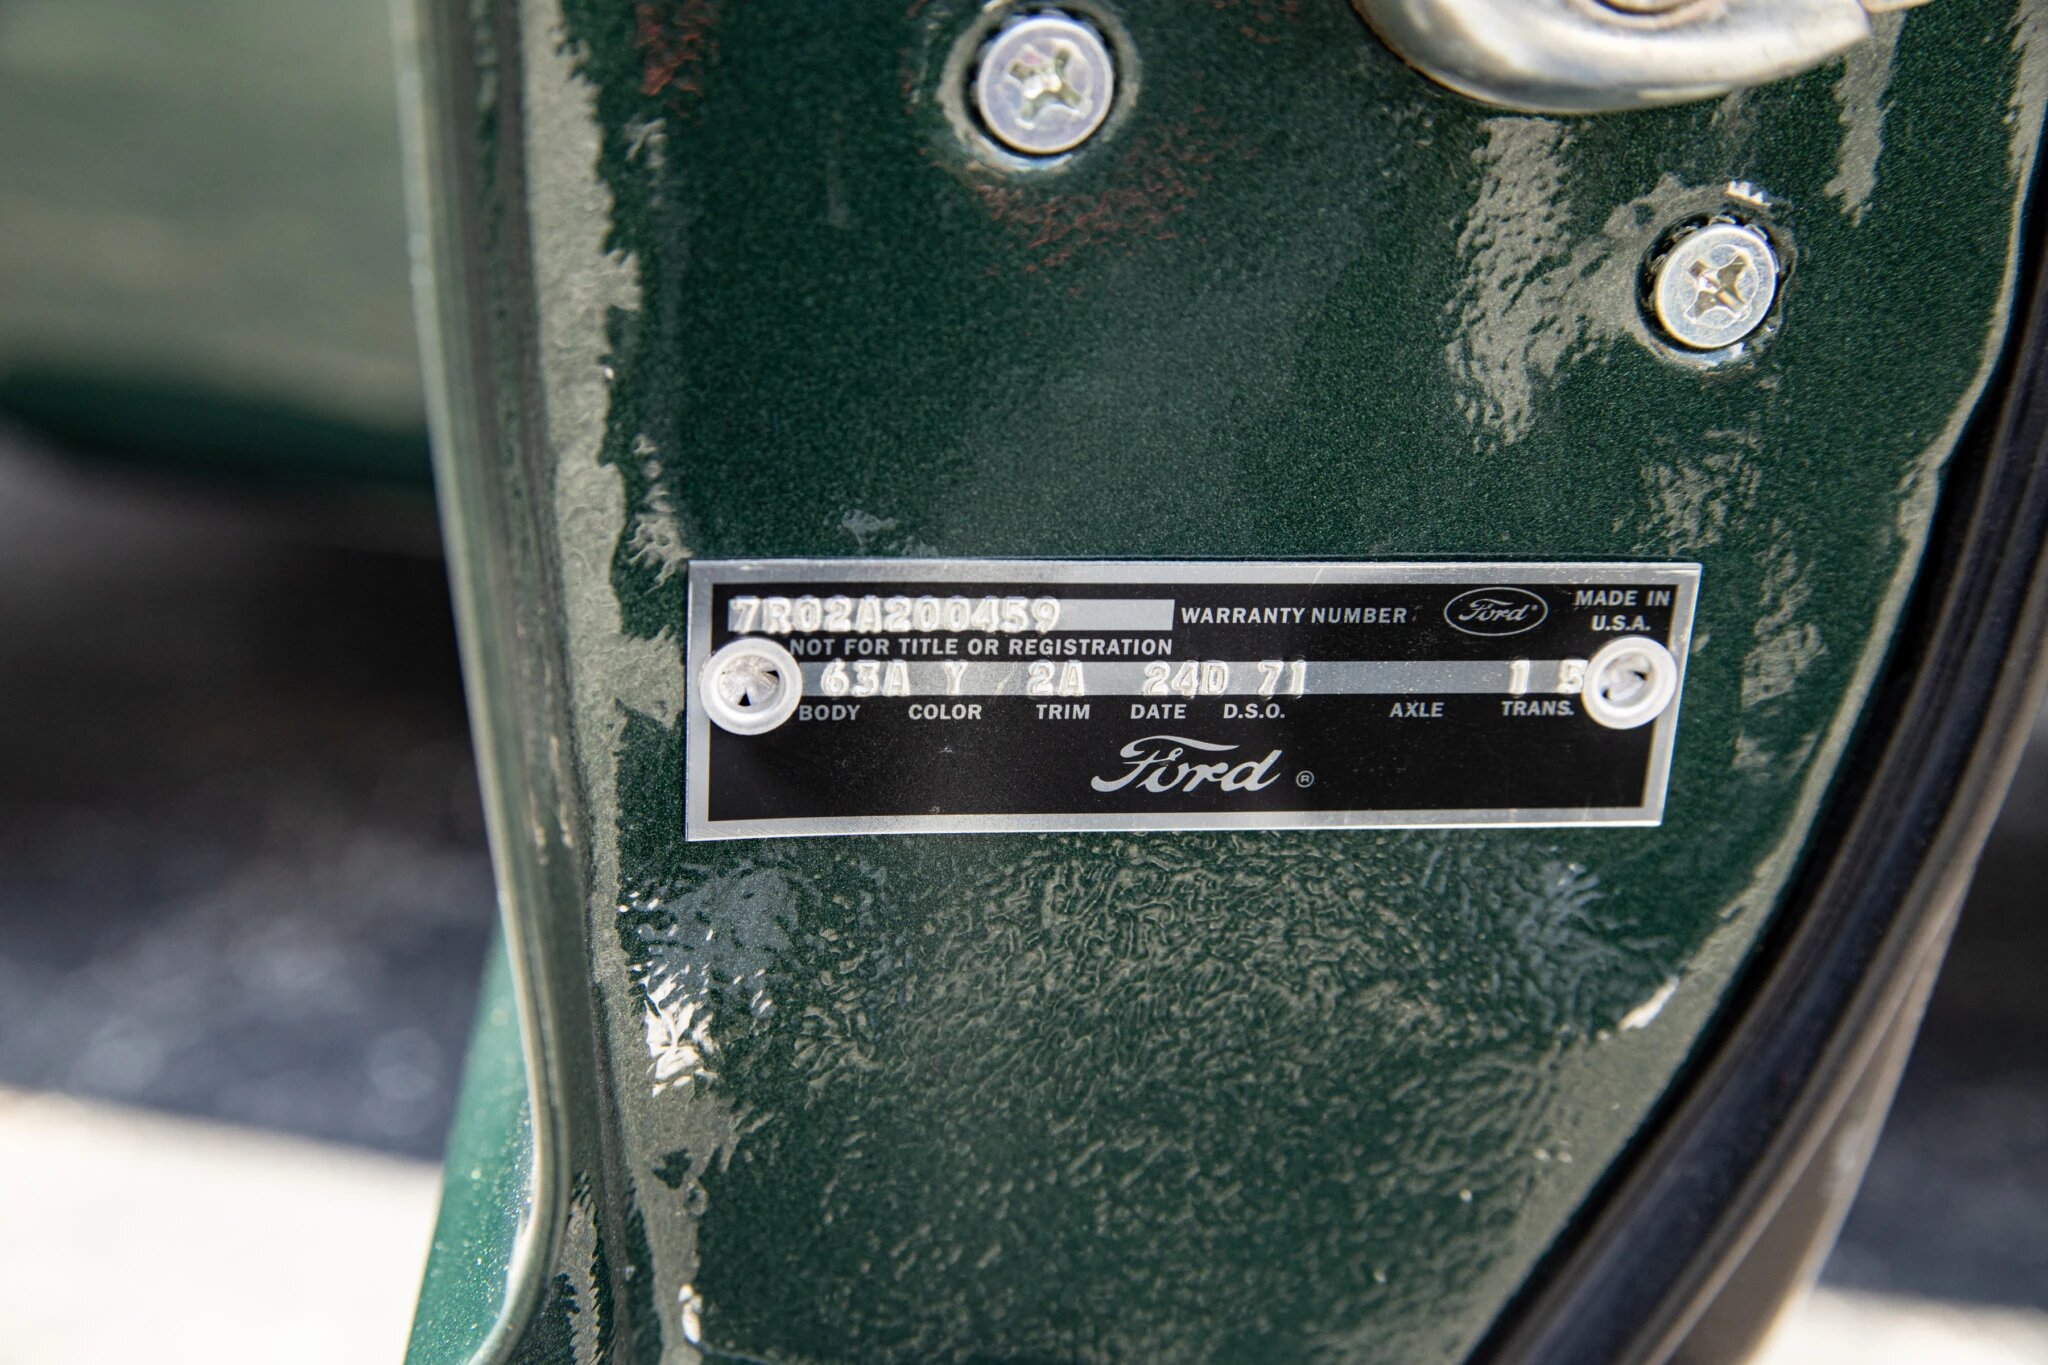 7R02A200459 WARRANTY NUMBER Ford MADE IN U.S.A.
NOT FOR TITLE OR REGISTRATION
63A Y 2A 24D 71 1 5
BODY COLOR TRIM DATE D.S.O. AXLE TRANS.
Ford ®